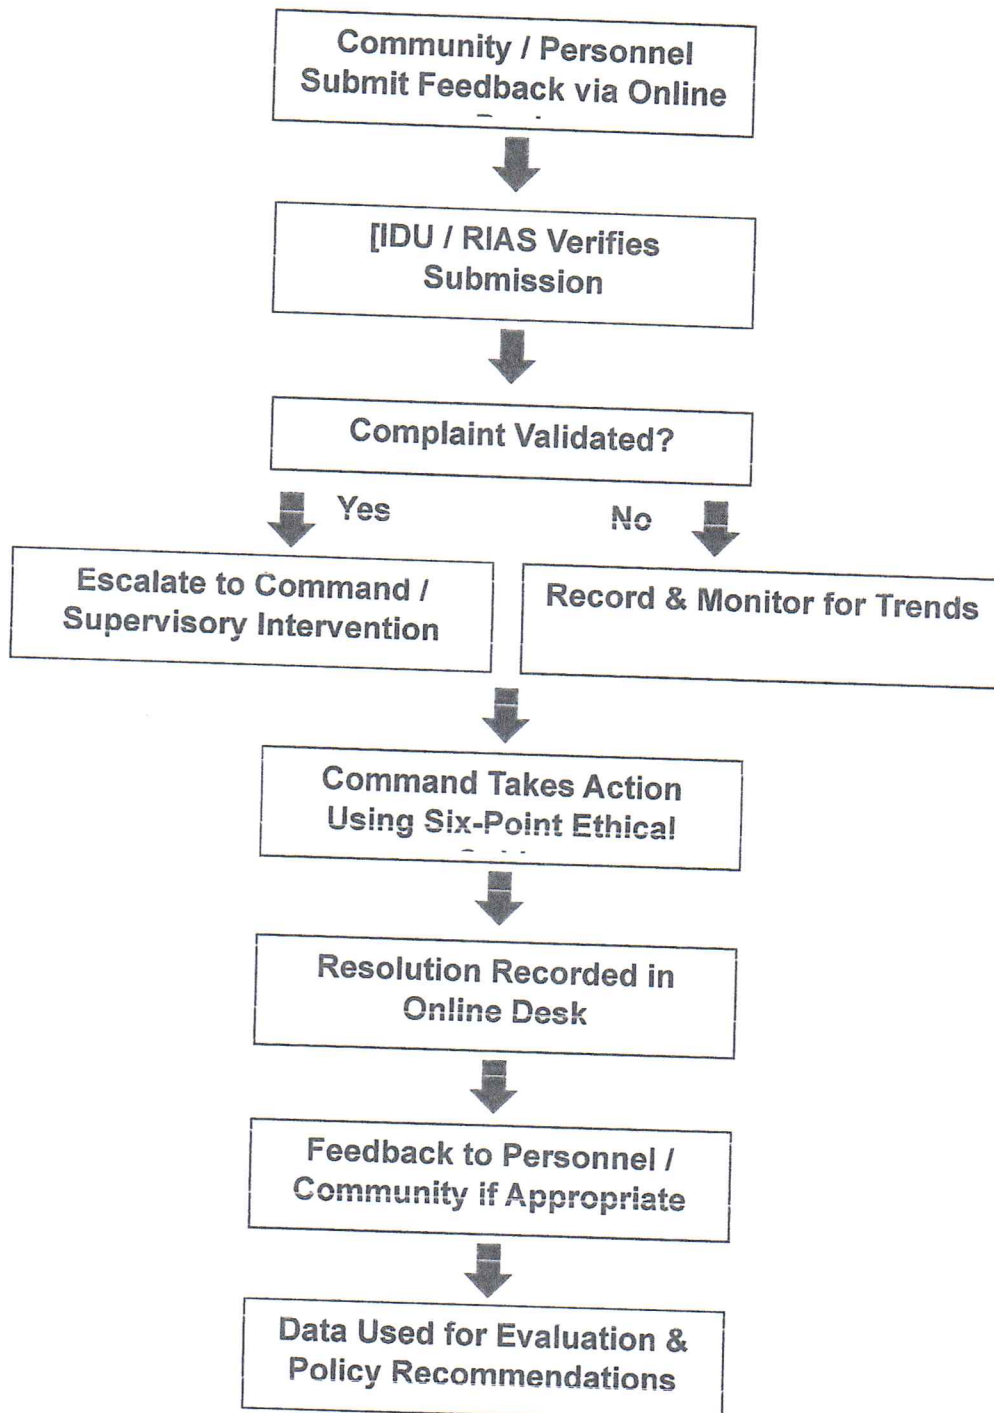 Community / Personnel
Submit Feedback via Online
[IDU / RIAS Verifies
Submission
Complaint Validated?
Yes
No
Escalate to Command /
Supervisory Intervention
Record & Monitor for Trends
Command Takes Action
Using Six-Point Ethical
Resolution Recorded in
Online Desk
Feedback to Personnel /
Community if Appropriate
Data Used for Evaluation &
Policy Recommendations